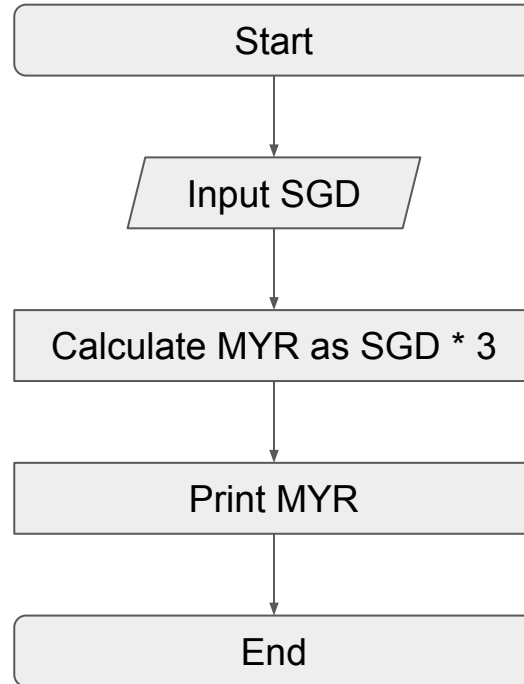 Start
Input SGD
Calculate MYR as SGD * 3
Print MYR
End